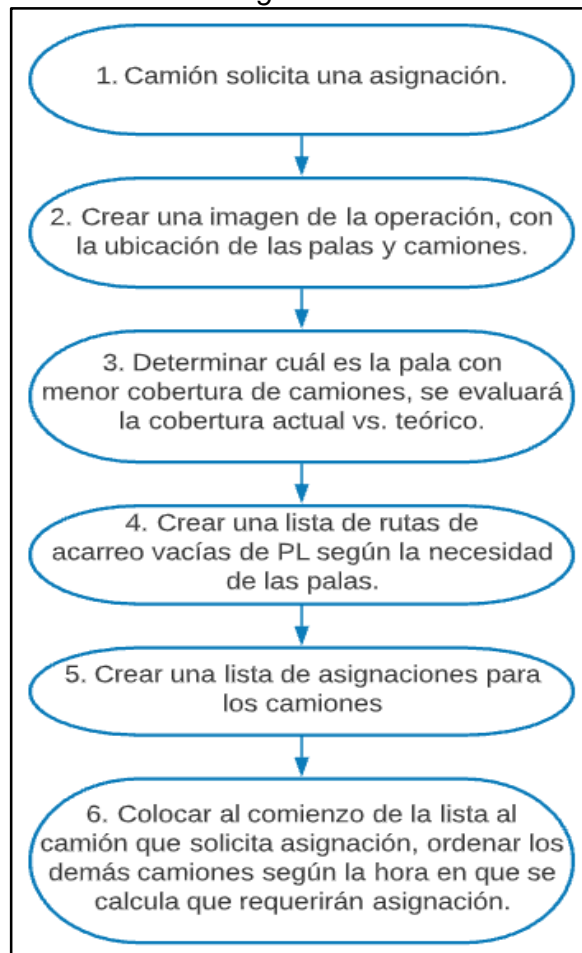 1. Camión solicita una asignación.
2. Crear una imagen de la operación, con
la ubicación de las palas y camiones.
3. Determinar cuál es la pala con
menor cobertura de camiones, se evaluará
la cobertura actual vs. teórico.
4. Crear una lista de rutas de
acarreo vacías de PL según la necesidad
de las palas.
5. Crear una lista de asignaciones para
los camiones
6. Colocar al comienzo de la lista al
camión que solicita asignación, ordenar los
demás camiones según la hora en que se
calcula que requerirán asignación.